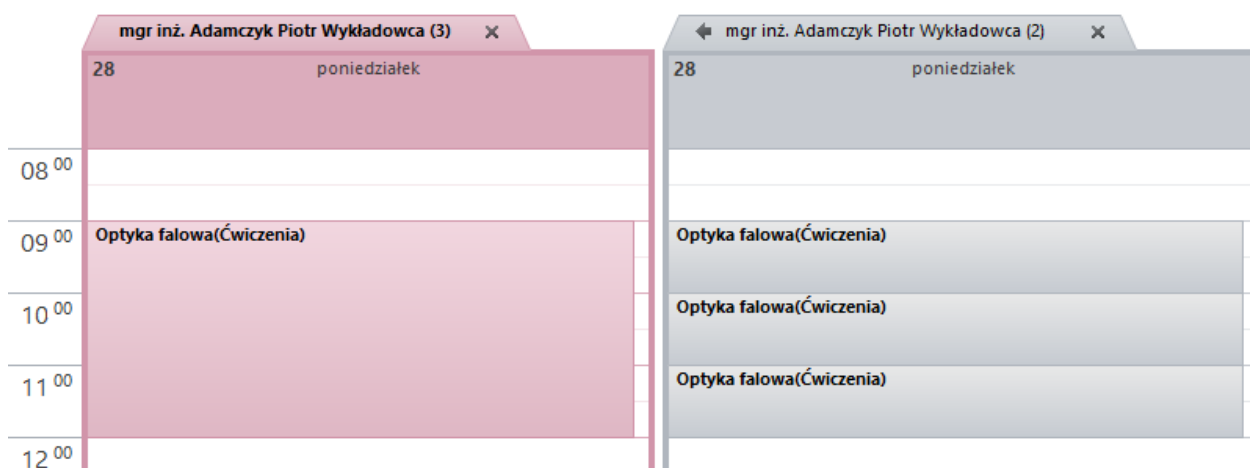 mgr inż. Adamczyk Piotr Wykładowca (3)
mgr inż. Adamczyk Piotr Wykładowca (2)
28 poniedziałek
28 poniedziałek
08 00
09 00
Optyka falowa(Ćwiczenia)
Optyka falowa(Ćwiczenia)
10 00
Optyka falowa(Ćwiczenia)
11 00
Optyka falowa(Ćwiczenia)
12 00